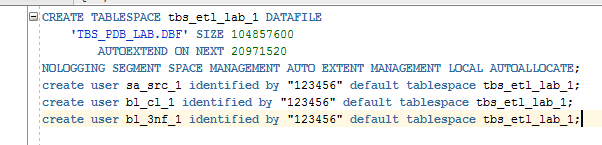 CREATE TABLESPACE tbs_etl_lab_1 DATAFILE
'TBS_PDB_LAB.DBF' SIZE 104857600
AUTOEXTEND ON NEXT 20971520
NOLOGGING SEGMENT SPACE MANAGEMENT AUTO EXTENT MANAGEMENT LOCAL AUTOALLOCATE;
create user sa_src_1 identified by "123456" default tablespace tbs_etl_lab_1;
create user bl_cl_1 identified by "123456" default tablespace tbs_etl_lab_1;
create user bl_3nf_1 identified by "123456" default tablespace tbs_etl_lab_1;